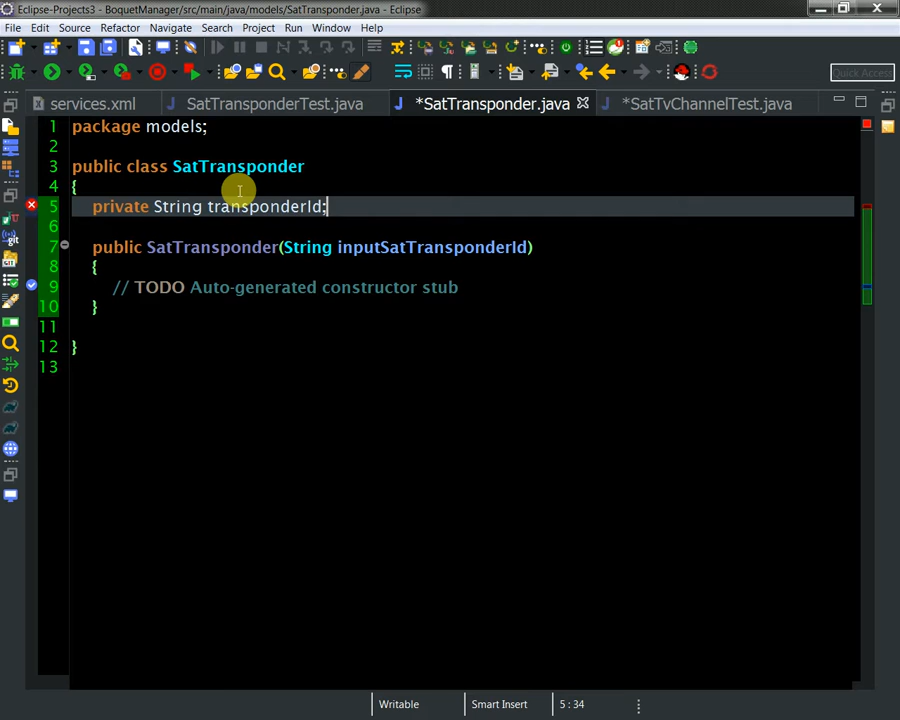 Eclipse-Projects3 - BoquetManager/src/main/java/models/SatTransponder.java - Eclipse
File Edit Source Refactor Navigate Search Project Run Window Help
Quick Access
services.xml SatTransponderTest.java *SatTransponder.java *SatTvChannelTest.java
1 package models;
2
3 public class SatTransponder
4 {
5 private String transponderId;
6
7 public SatTransponder(String inputSatTransponderId)
8 {
9 // TODO Auto-generated constructor stub
10 }
11
12 }
13
Writable Smart Insert 5 : 34